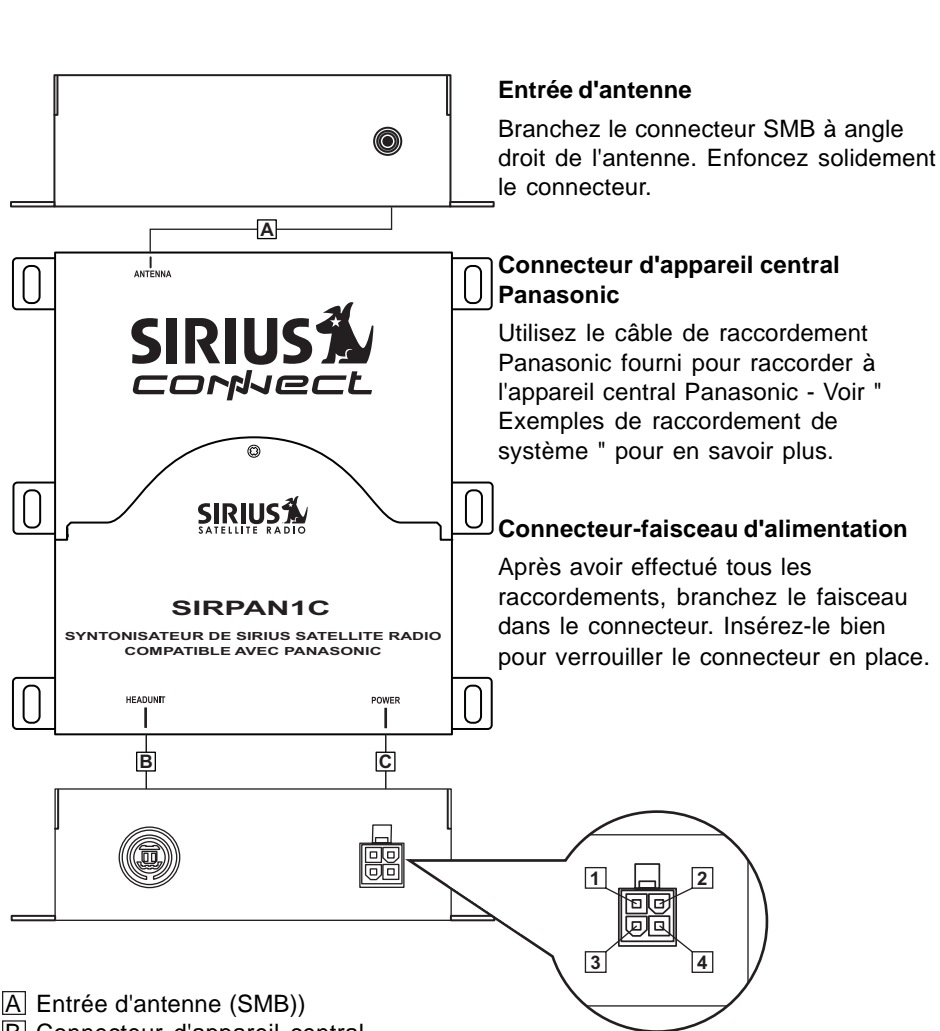 Entrée d'antenne
Branchez le connecteur SMB à angle
droit de l'antenne. Enfoncez solidement
le connecteur.
A
ANTENNA
SIRIUS
connect
Connecteur d'appareil central
Panasonic
Utilisez le câble de raccordement
Panasonic fourni pour raccorder à
l'appareil central Panasonic - Voir "
Exemples de raccordement de
système " pour en savoir plus.
SIRIUS
SATELLITE RADIO
Connecteur-faisceau d'alimentation
Après avoir effectué tous les
raccordements, branchez le faisceau
dans le connecteur. Insérez-le bien
pour verrouiller le connecteur en place.
SIRPAN1C
SYNTONISATEUR DE SIRIUS SATELLITE RADIO
COMPATIBLE AVEC PANASONIC
HEADUNIT
POWER
B
C
1
2
3
4
A Entrée d'antenne (SMB))
B Connecteur d'appareil central